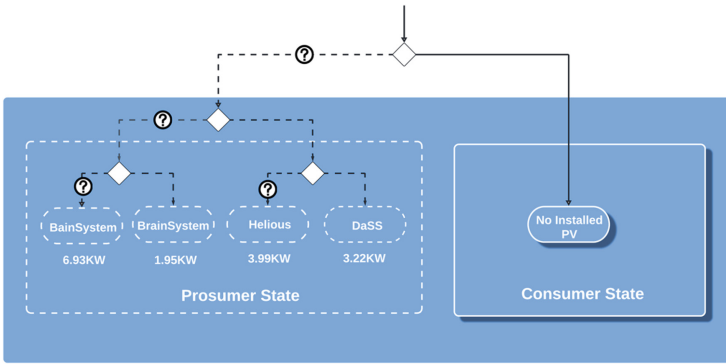 ?
?
?
?
BainSystem
BrainSystem
Helious
DaSS
No Installed
PV
6.93KW
1.95KW
3.99KW
3.22KW
Prosumer State
Consumer State